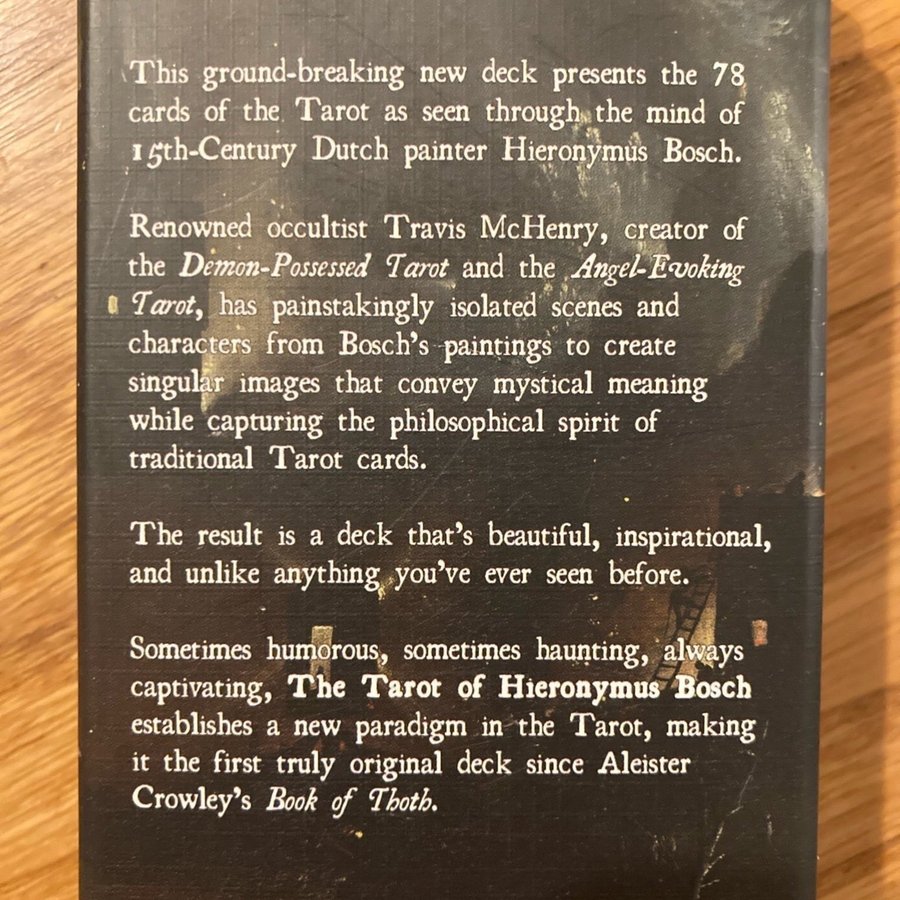 This ground-breaking new deck presents the 78
cards of the Tarot as seen through the mind of
15th-Century Dutch painter Hieronymus Bosch.
Renowned occultist Travis McHenry, creator of
the Demon-Possessed Tarot and the Angel-Evoking
Tarot, has painstakingly isolated scenes and
characters from Bosch's paintings to create
singular images that convey mystical meaning
while capturing the philosophical spirit of
traditional Tarot cards.
The result is a deck that's beautiful, inspirational,
and unlike anything you've ever seen before.
Sometimes humorous, sometimes haunting, always
captivating, The Tarot of Hieronymus Bosch
establishes a new paradigm in the Tarot, making
it the first truly original deck since Aleister
Crowley's Book of Thoth.